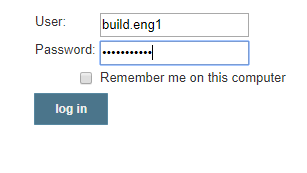 User: build.eng1
Password: •••••••••••
Remember me on this computer
log in